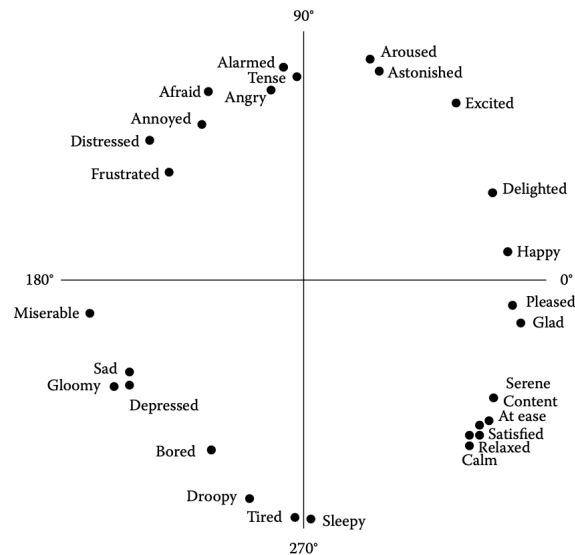 90°
Aroused
Alarmed
Astonished
Tense
Afraid
Angry
Excited
Annoyed
Distressed
Frustrated
Delighted
Happy
180°
0°
Pleased
Miserable
Glad
Sad
Serene
Gloomy
Content
Depressed
At ease
Satisfied
Relaxed
Bored
Calm
Droopy
Tired
Sleepy
270°